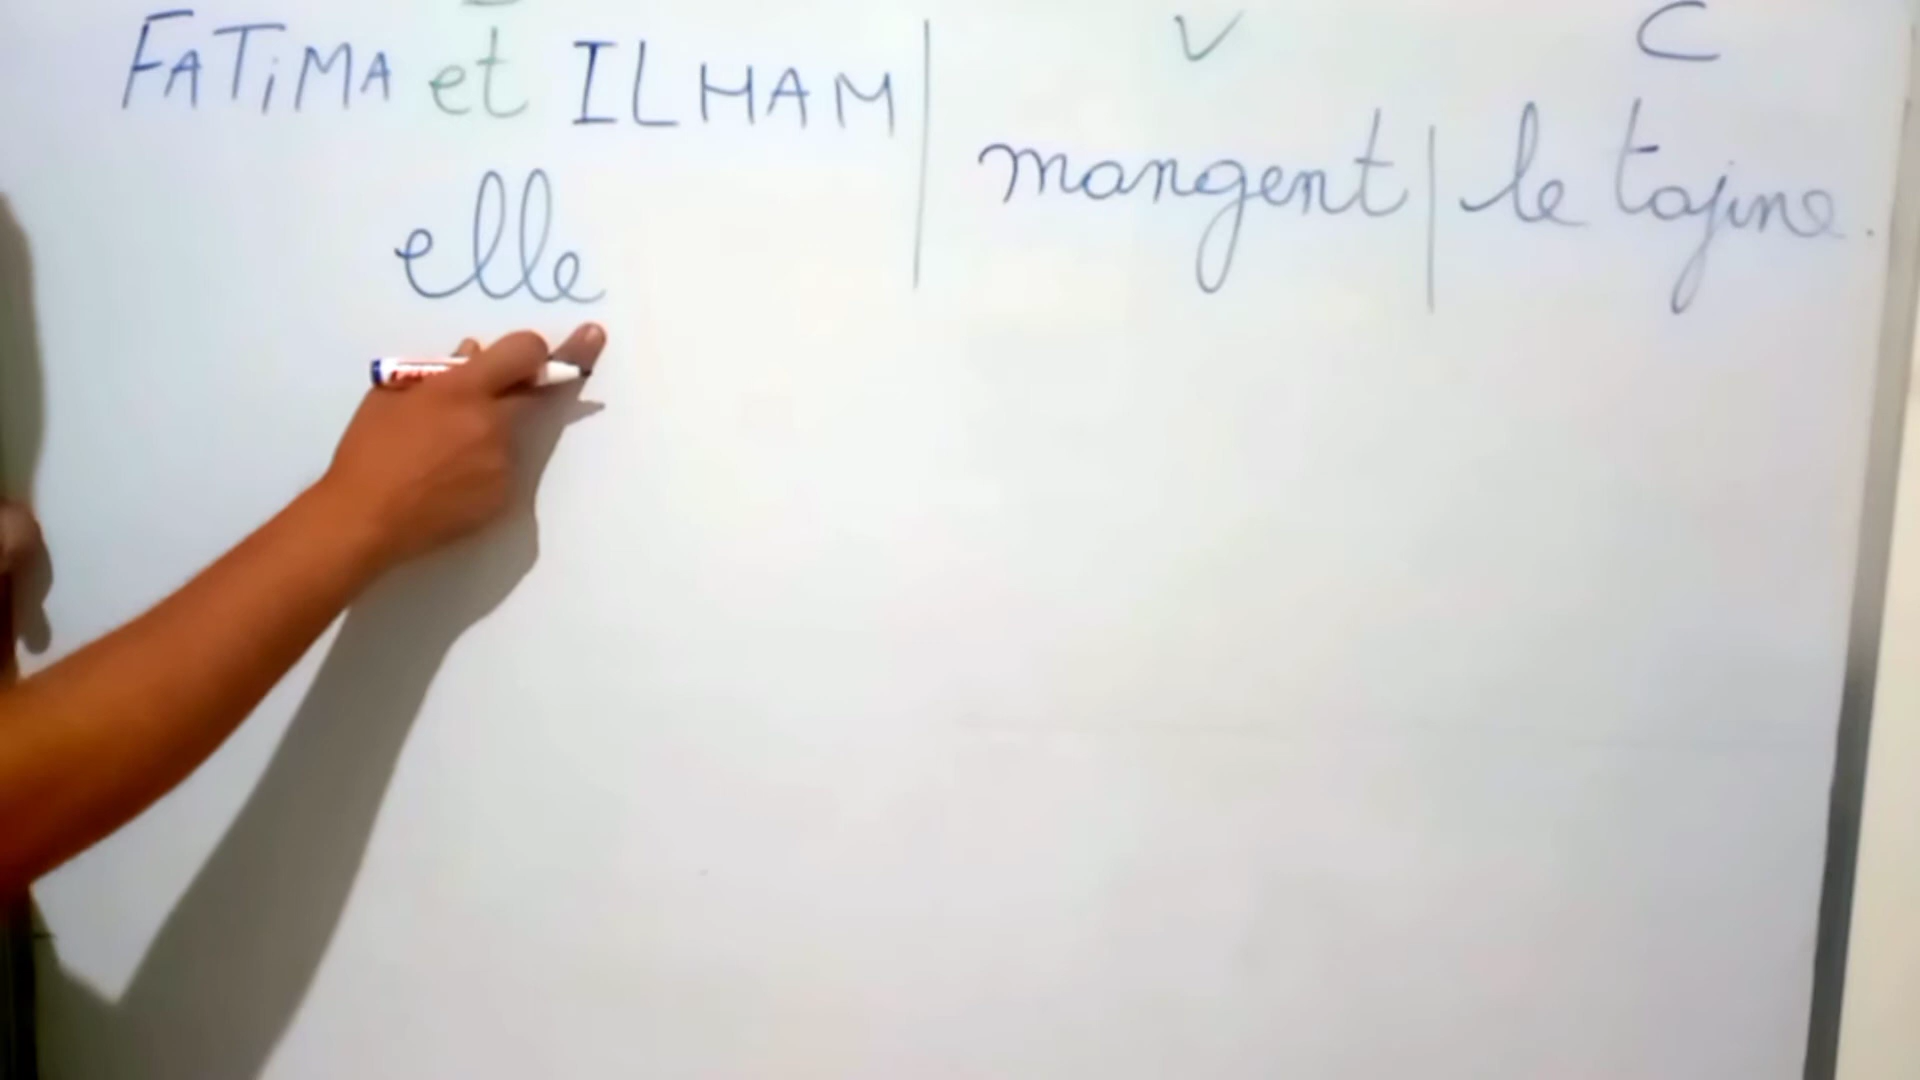 V C
FATiMA et ILHAM | mangent | le tajine.
elle